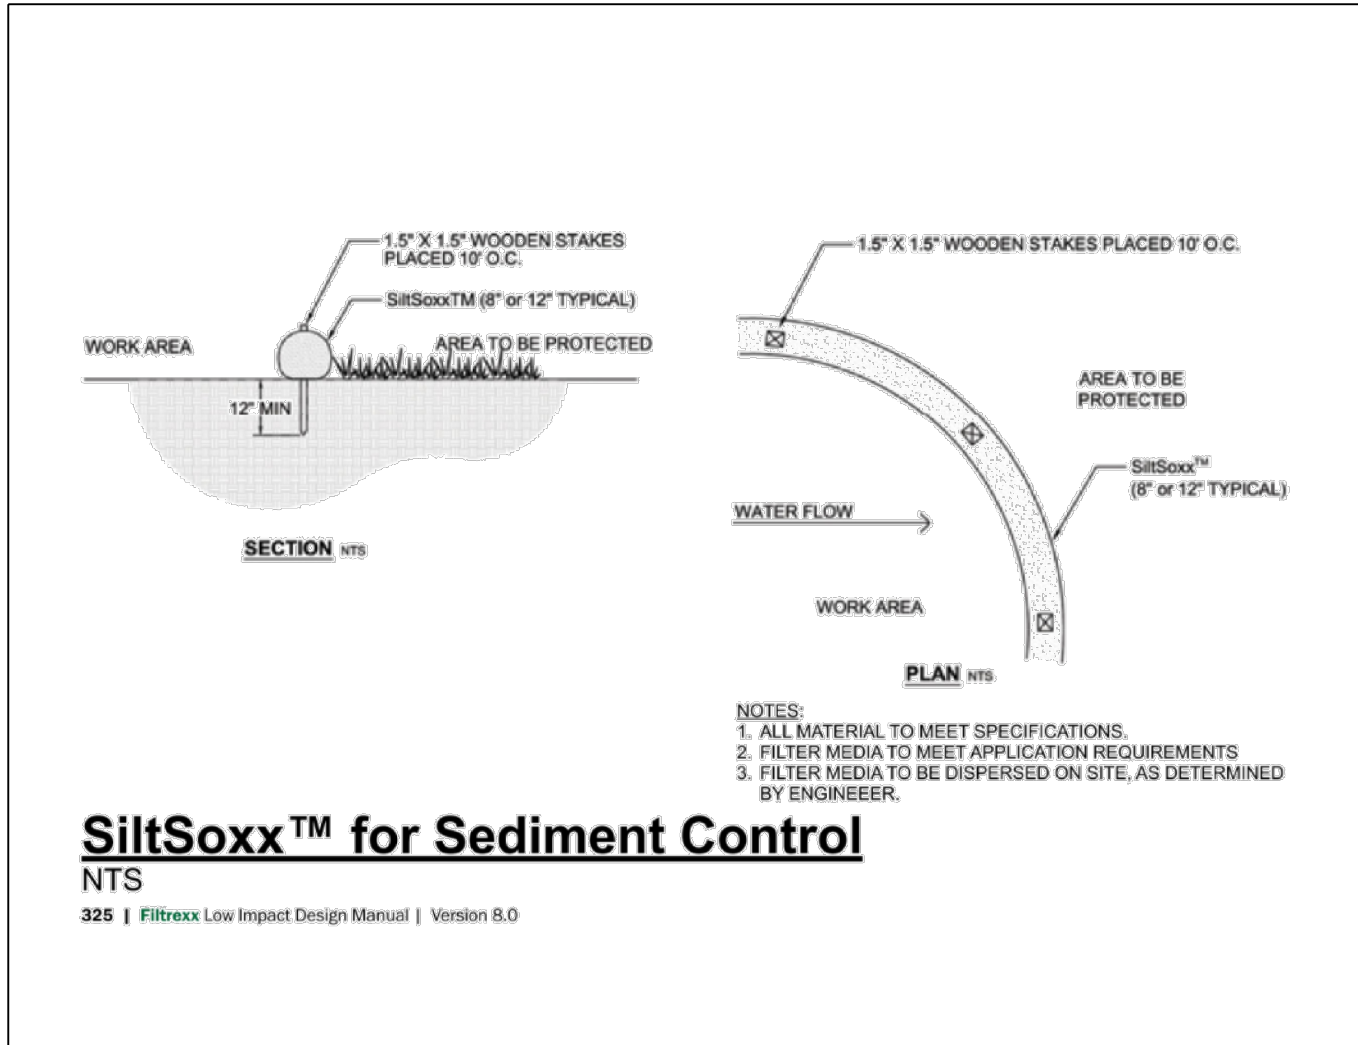 1.5" X 1.5" WOODEN STAKES
PLACED 10' O.C.
SiltSoxxTM (8" or 12" TYPICAL)
WORK AREA
AREA TO BE PROTECTED
12" MIN
SECTION NTS
1.5" X 1.5" WOODEN STAKES PLACED 10' O.C.
AREA TO BE
PROTECTED
SiltSoxx™
(8" or 12" TYPICAL)
WATER FLOW
WORK AREA
PLAN NTS
NOTES:
1. ALL MATERIAL TO MEET SPECIFICATIONS.
2. FILTER MEDIA TO MEET APPLICATION REQUIREMENTS
3. FILTER MEDIA TO BE DISPERSED ON SITE, AS DETERMINED
BY ENGINEEER.
SiltSoxx™ for Sediment Control
NTS
325 | Filtrexx Low Impact Design Manual | Version 8.0